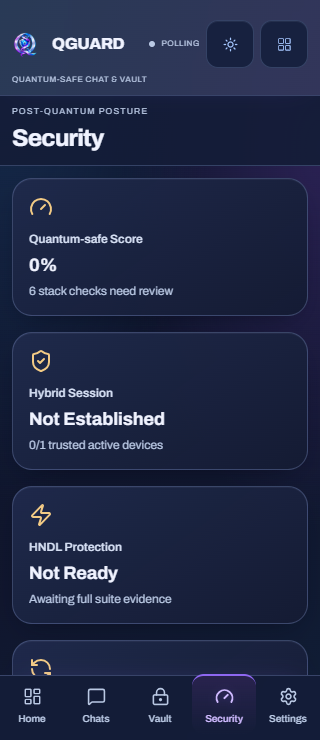 QGUARD
POLLING
QUANTUM-SAFE CHAT & VAULT
POST-QUANTUM POSTURE
Security
Quantum-safe Score
0%
6 stack checks need review
Hybrid Session
Not Established
0/1 trusted active devices
HNDL Protection
Not Ready
Awaiting full suite evidence
Home
Chats
Vault
Security
Settings